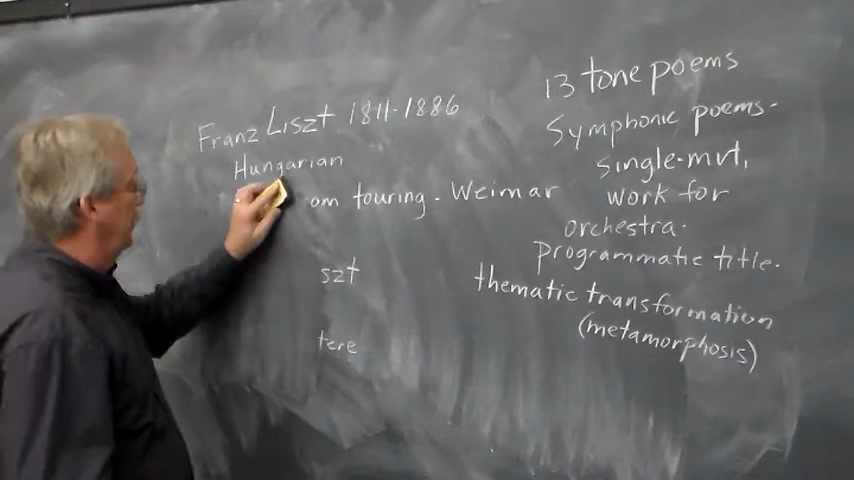 Franz Liszt 1811-1886
Hungarian
om touring. Weimar
szt
tere
13 tone poems
Symphonic poems-
single-mvt,
work for
orchestra.
programmatic title.
thematic transformation
(metamorphosis)